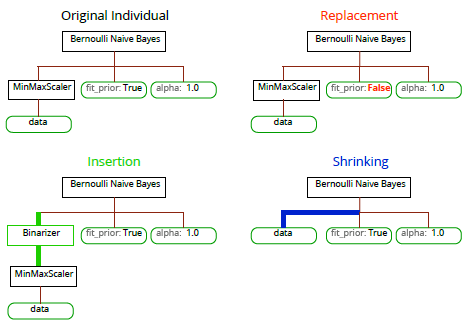 Original Individual
Bernoulli Naive Bayes
MinMaxScaler
fit_prior: True
alpha: 1.0
data
Replacement
Bernoulli Naive Bayes
MinMaxScaler
fit_prior: False
alpha: 1.0
data
Insertion
Bernoulli Naive Bayes
Binarizer
fit_prior: True
alpha: 1.0
MinMaxScaler
data
Shrinking
Bernoulli Naive Bayes
data
fit_prior: True
alpha: 1.0